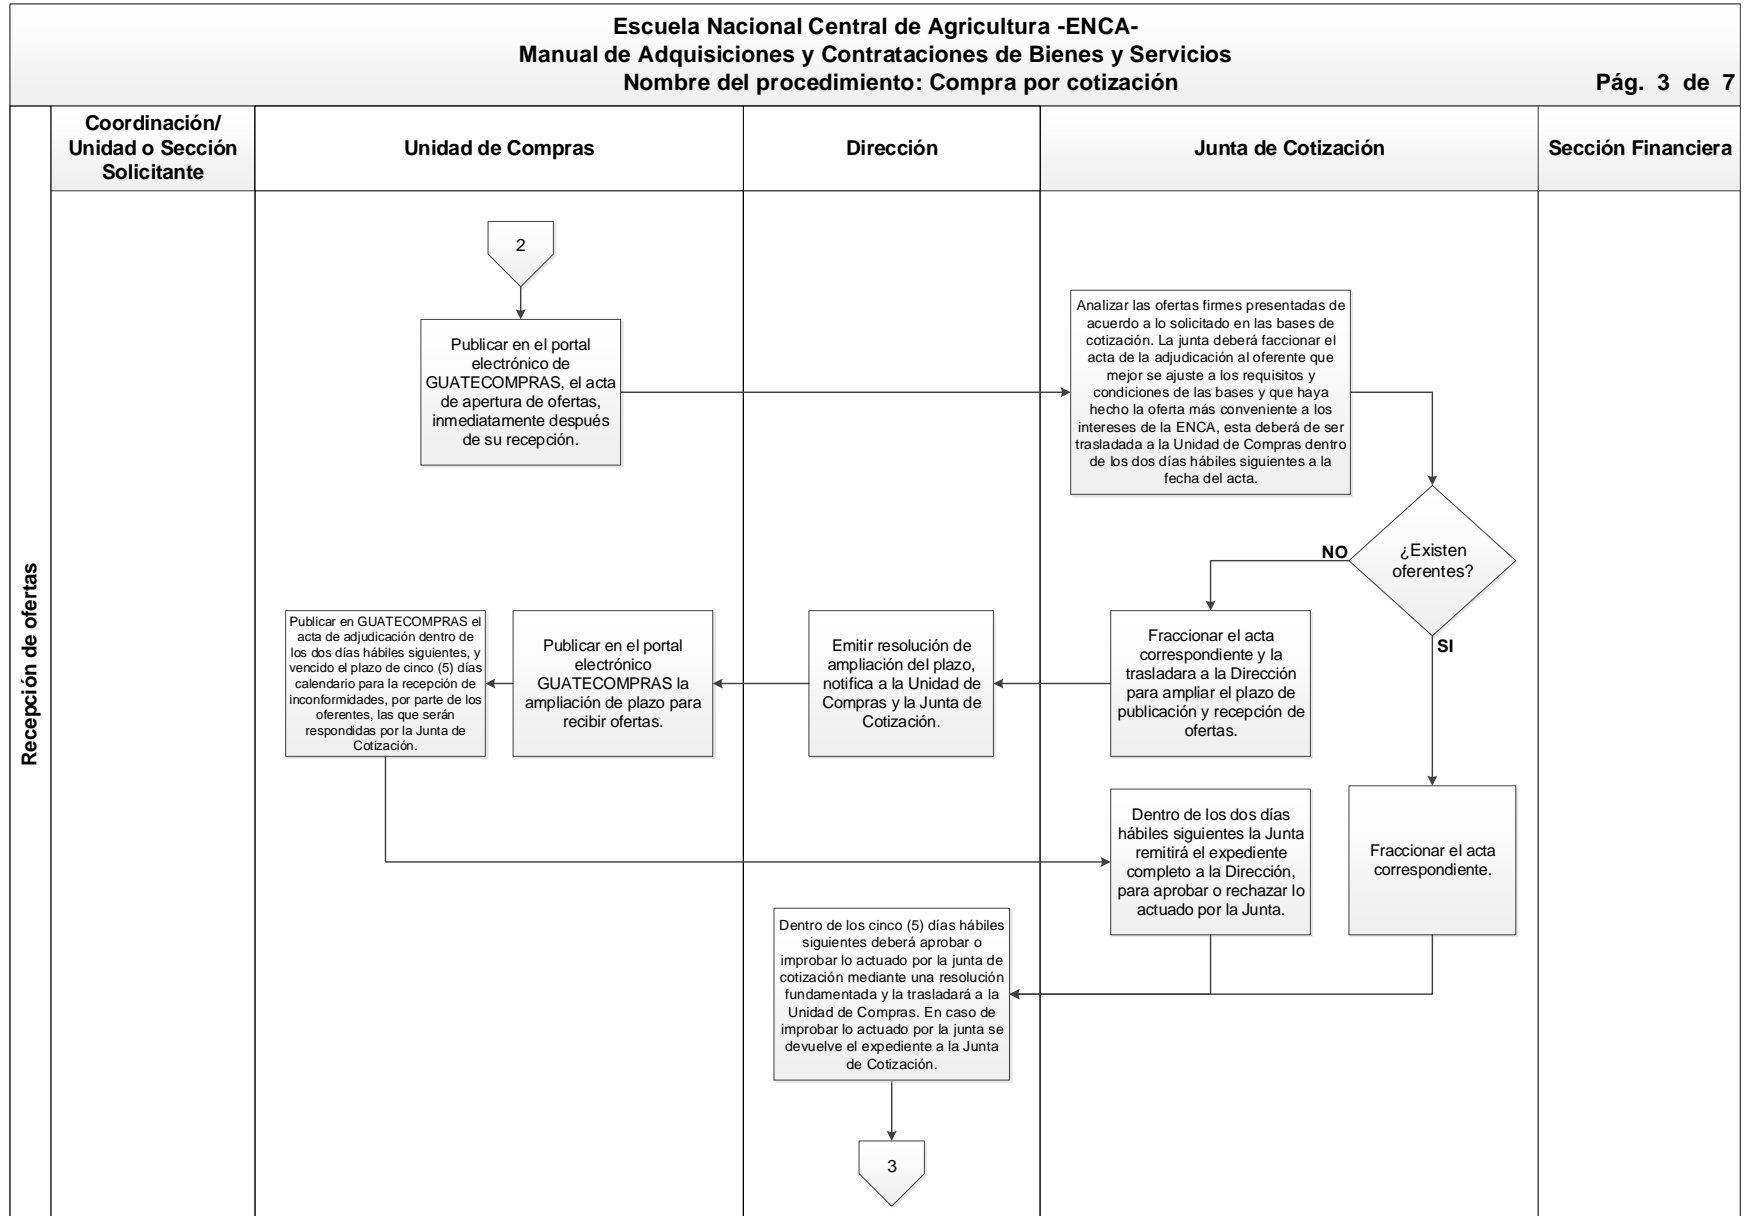 Escuela Nacional Central de Agricultura -ENCA-
Manual de Adquisiciones y Contrataciones de Bienes y Servicios
Nombre del procedimiento: Compra por cotización
Pág. 3 de 7
Coordinación/
Unidad o Sección
Solicitante
Unidad de Compras
Dirección
Junta de Cotización
Sección Financiera
Recepción de ofertas
2
Publicar en el portal
electrónico de
GUATECOMPRAS, el acta
de apertura de ofertas,
inmediatamente después
de su recepción.
Analizar las ofertas firmes presentadas de
acuerdo a lo solicitado en las bases de
cotización. La junta deberá faccionar el
acta de la adjudicación al oferente que
mejor se ajuste a los requisitos y
condiciones de las bases y que haya
hecho la oferta más conveniente a los
intereses de la ENCA, esta deberá de ser
trasladada a la Unidad de Compras dentro
de los dos días hábiles siguientes a la
fecha del acta.
¿Existen
oferentes?
NO
SI
Publicar en GUATECOMPRAS el
acta de adjudicación dentro de
los dos días hábiles siguientes, y
vencido el plazo de cinco (5) días
calendario para la recepción de
inconformidades, por parte de los
oferentes, las que serán
respondidas por la Junta de
Cotización.
Publicar en el portal
electrónico
GUATECOMPRAS la
ampliación de plazo para
recibir ofertas.
Emitir resolución de
ampliación del plazo,
notifica a la Unidad de
Compras y la Junta de
Cotización.
Fraccionar el acta
correspondiente y la
trasladara a la Dirección
para ampliar el plazo de
publicación y recepción de
ofertas.
Dentro de los dos días
hábiles siguientes la Junta
remitirá el expediente
completo a la Dirección,
para aprobar o rechazar lo
actuado por la Junta.
Fraccionar el acta
correspondiente.
Dentro de los cinco (5) días hábiles
siguientes deberá aprobar o
improbar lo actuado por la junta de
cotización mediante una resolución
fundamentada y la trasladará a la
Unidad de Compras. En caso de
improbar lo actuado por la junta se
devuelve el expediente a la Junta
de Cotización.
3